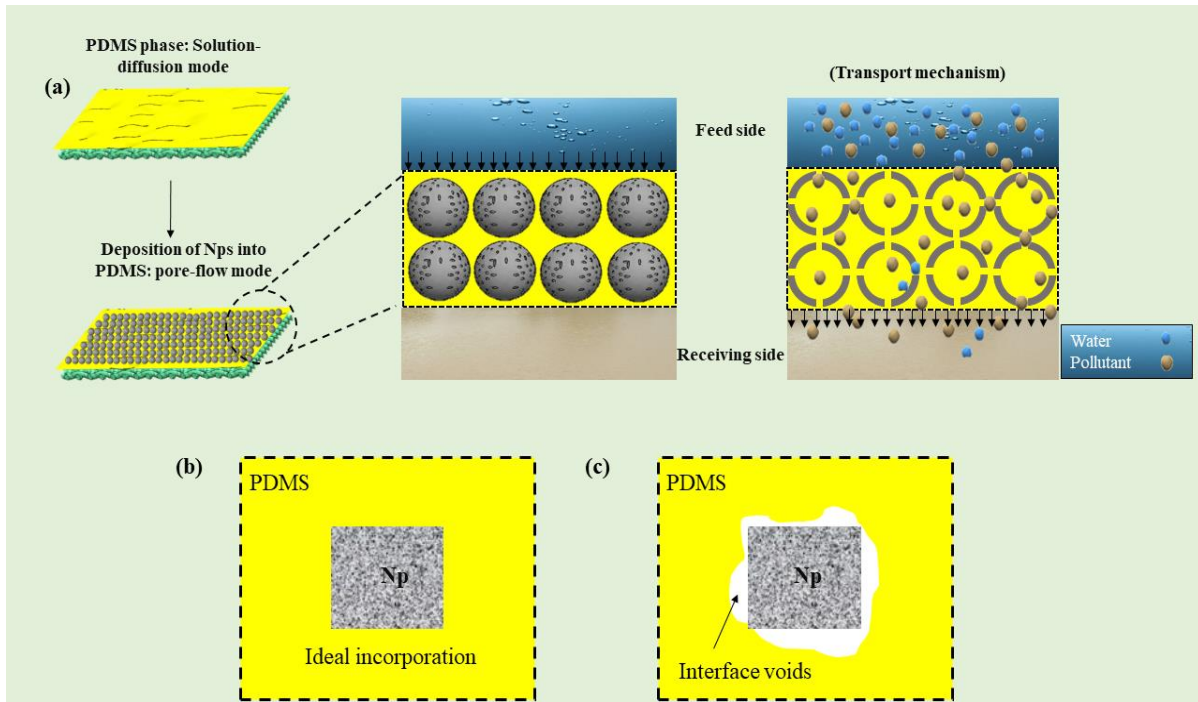 PDMS phase: Solution-
diffusion mode
(a)
Deposition of Nps into
PDMS: pore-flow mode
(Transport mechanism)
Feed side
Receiving side
Water
Pollutant
(b)
PDMS
Np
Ideal incorporation
(c)
PDMS
Np
Interface voids